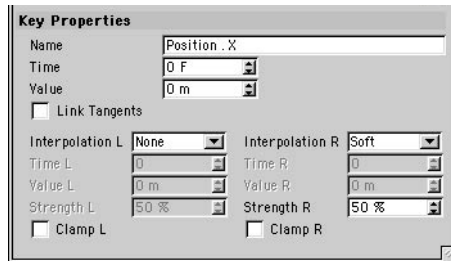 Key Properties
Name Position . X
Time 0 F
Value 0 m
Link Tangents
Interpolation L None Interpolation R Soft
Time L 0 Time R 0
Value L 0 m Value R 0 m
Strength L 50 % Strength R 50 %
Clamp L Clamp R